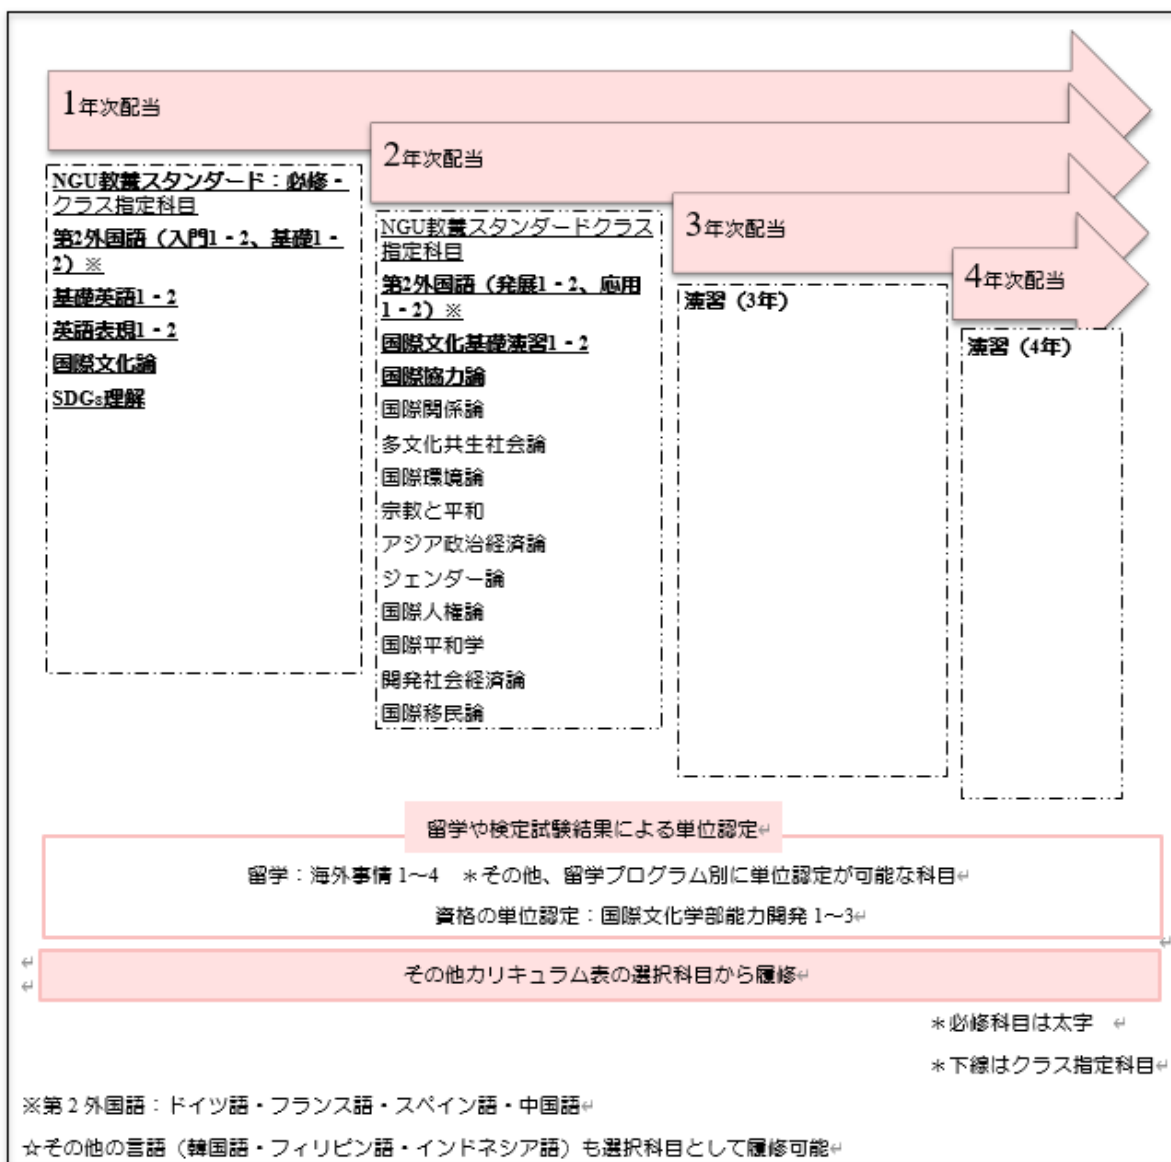 1年次配当
NGU教養スタンダード：必修・
クラス指定科目
第2外国語（入門1・2、基礎1・
2）※
基礎英語1・2
英語表現1・2
国際文化論
SDGs理解
2年次配当
NGU教養スタンダードクラス
指定科目
第2外国語（発展1・2、応用
1・2）※
国際文化基礎演習1・2
国際協力論
国際関係論
多文化共生社会論
国際環境論
宗教と平和
アジア政治経済論
ジェンダー論
国際人権論
国際平和学
開発社会経済論
国際移民論
3年次配当
演習（3年）
4年次配当
演習（4年）
留学や検定試験結果による単位認定↵
留学：海外事情 1～4　＊その他、留学プログラム別に単位認定が可能な科目↵
資格の単位認定：国際文化学部能力開発 1～3↵
↵
↵
↵
その他カリキュラム表の選択科目から履修↵
＊必修科目は太字　↵
＊下線はクラス指定科目↵
※第 2 外国語：ドイツ語・フランス語・スペイン語・中国語↵
☆その他の言語（韓国語・フィリピン語・インドネシア語）も選択科目として履修可能↵